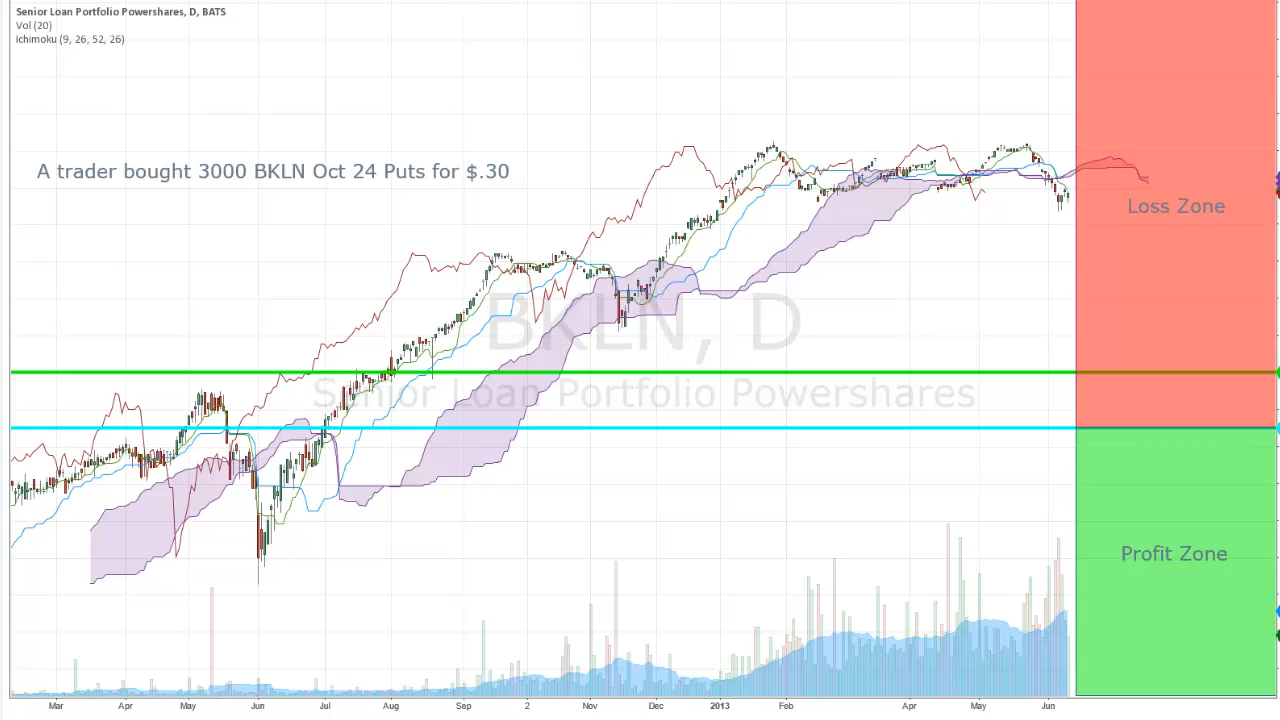 Senior Loan Portfolio Powershares, D, BATS
Vol (20)
Ichimoku (9, 26, 52, 26)
A trader bought 3000 BKLN Oct 24 Puts for $.30
Loss Zone
BKLN, D
Senior Loan Portfolio Powershares
Profit Zone
Mar Apr May Jun Jul Aug Sep 2 Nov Dec 2013 Feb Apr May Jun